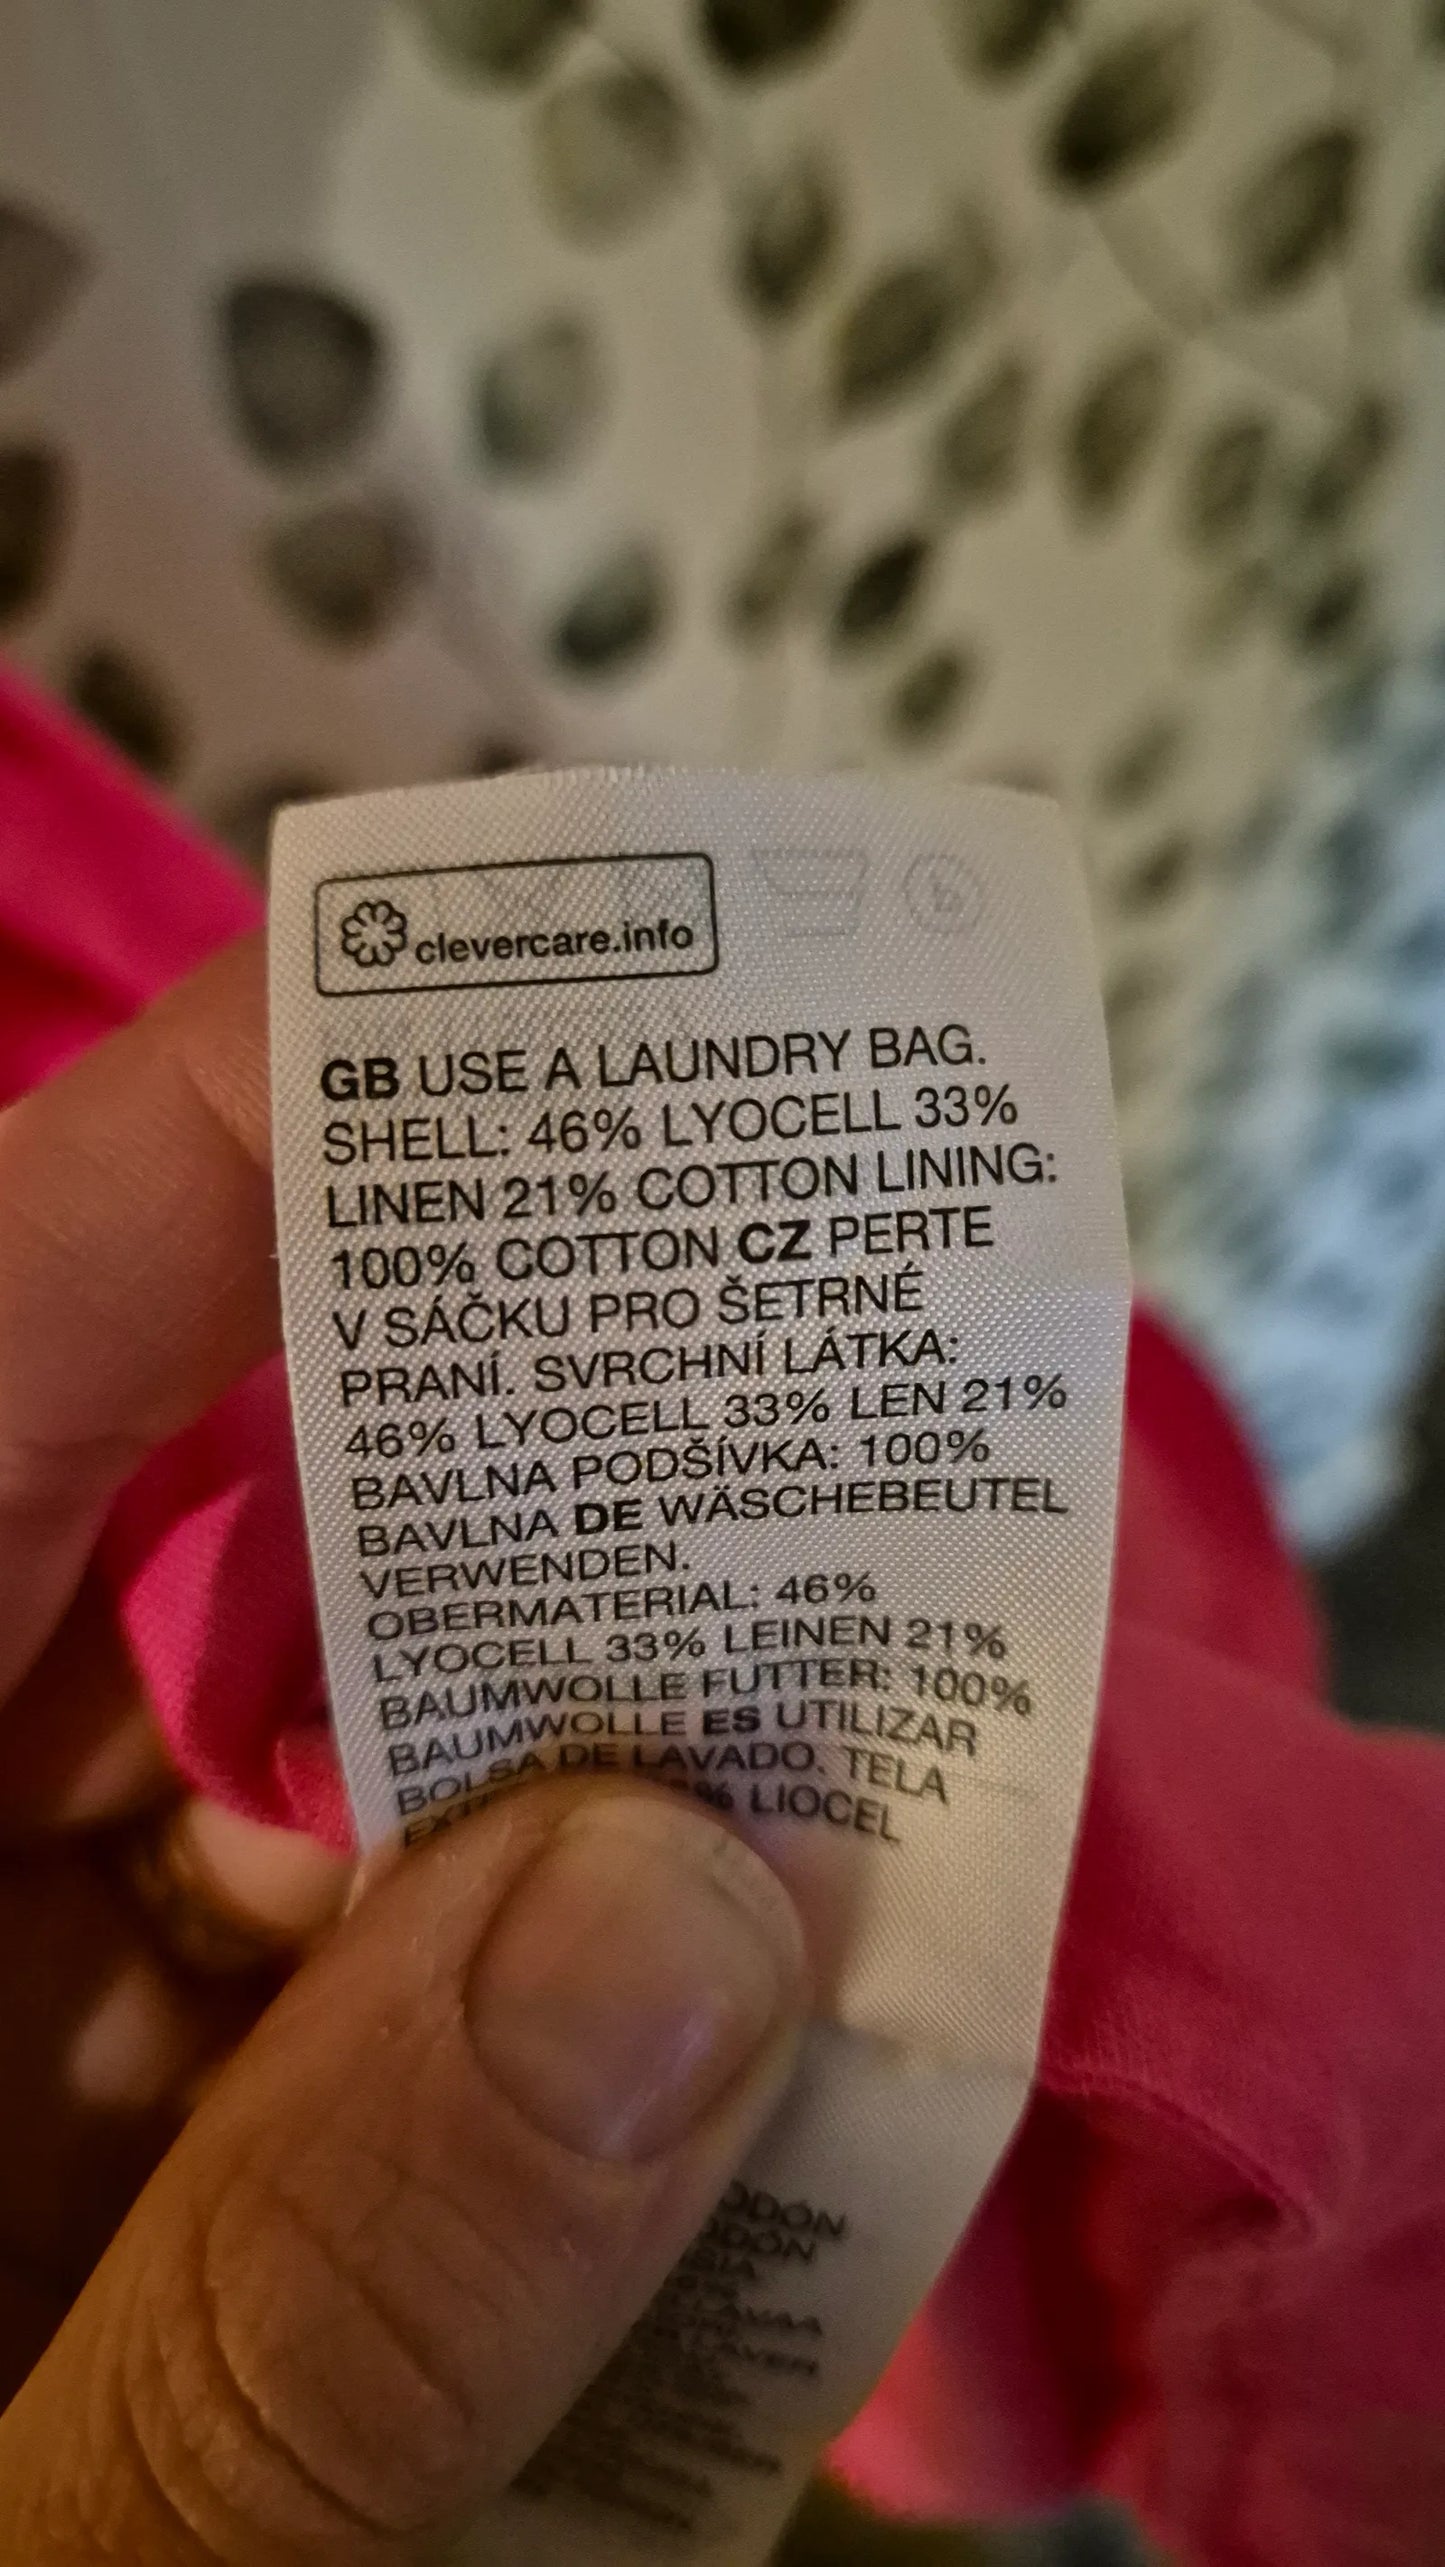 clevercare.info
GB USE A LAUNDRY BAG.
SHELL: 46% LYOCELL 33%
LINEN 21% COTTON LINING:
100% COTTON CZ PERTE
V SÁČKU PRO ŠETRNÉ
PRANÍ. SVRCHNÍ LÁTKA:
46% LYOCELL 33% LEN 21%
BAVLNA PODŠÍVKA: 100%
BAVLNA DE WÄSCHEBEUTEL
VERWENDEN.
OBERMATERIAL: 46%
LYOCELL 33% LEINEN 21%
BAUMWOLLE FUTTER: 100%
BAUMWOLLE ES UTILIZAR
BOLSA DE LAVADO. TELA
% LIOCEL